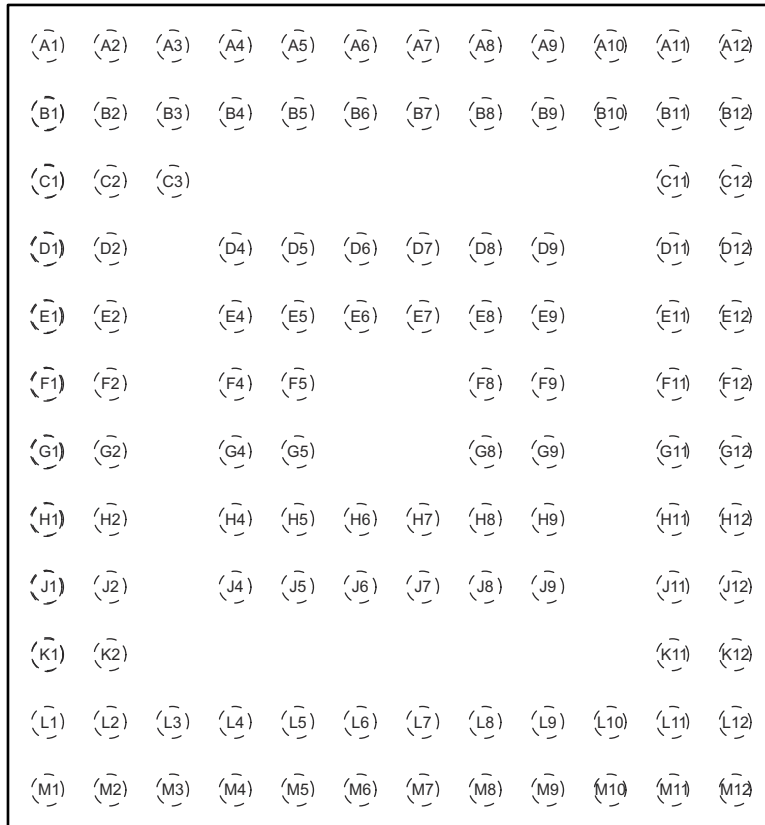 A1 A2 A3 A4 A5 A6 A7 A8 A9 A10 A11 A12
B1 B2 B3 B4 B5 B6 B7 B8 B9 B10 B11 B12
C1 C2 C3 C11 C12
D1 D2 D4 D5 D6 D7 D8 D9 D11 D12
E1 E2 E4 E5 E6 E7 E8 E9 E11 E12
F1 F2 F4 F5 F8 F9 F11 F12
G1 G2 G4 G5 G8 G9 G11 G12
H1 H2 H4 H5 H6 H7 H8 H9 H11 H12
J1 J2 J4 J5 J6 J7 J8 J9 J11 J12
K1 K2 K11 K12
L1 L2 L3 L4 L5 L6 L7 L8 L9 L10 L11 L12
M1 M2 M3 M4 M5 M6 M7 M8 M9 M10 M11 M12